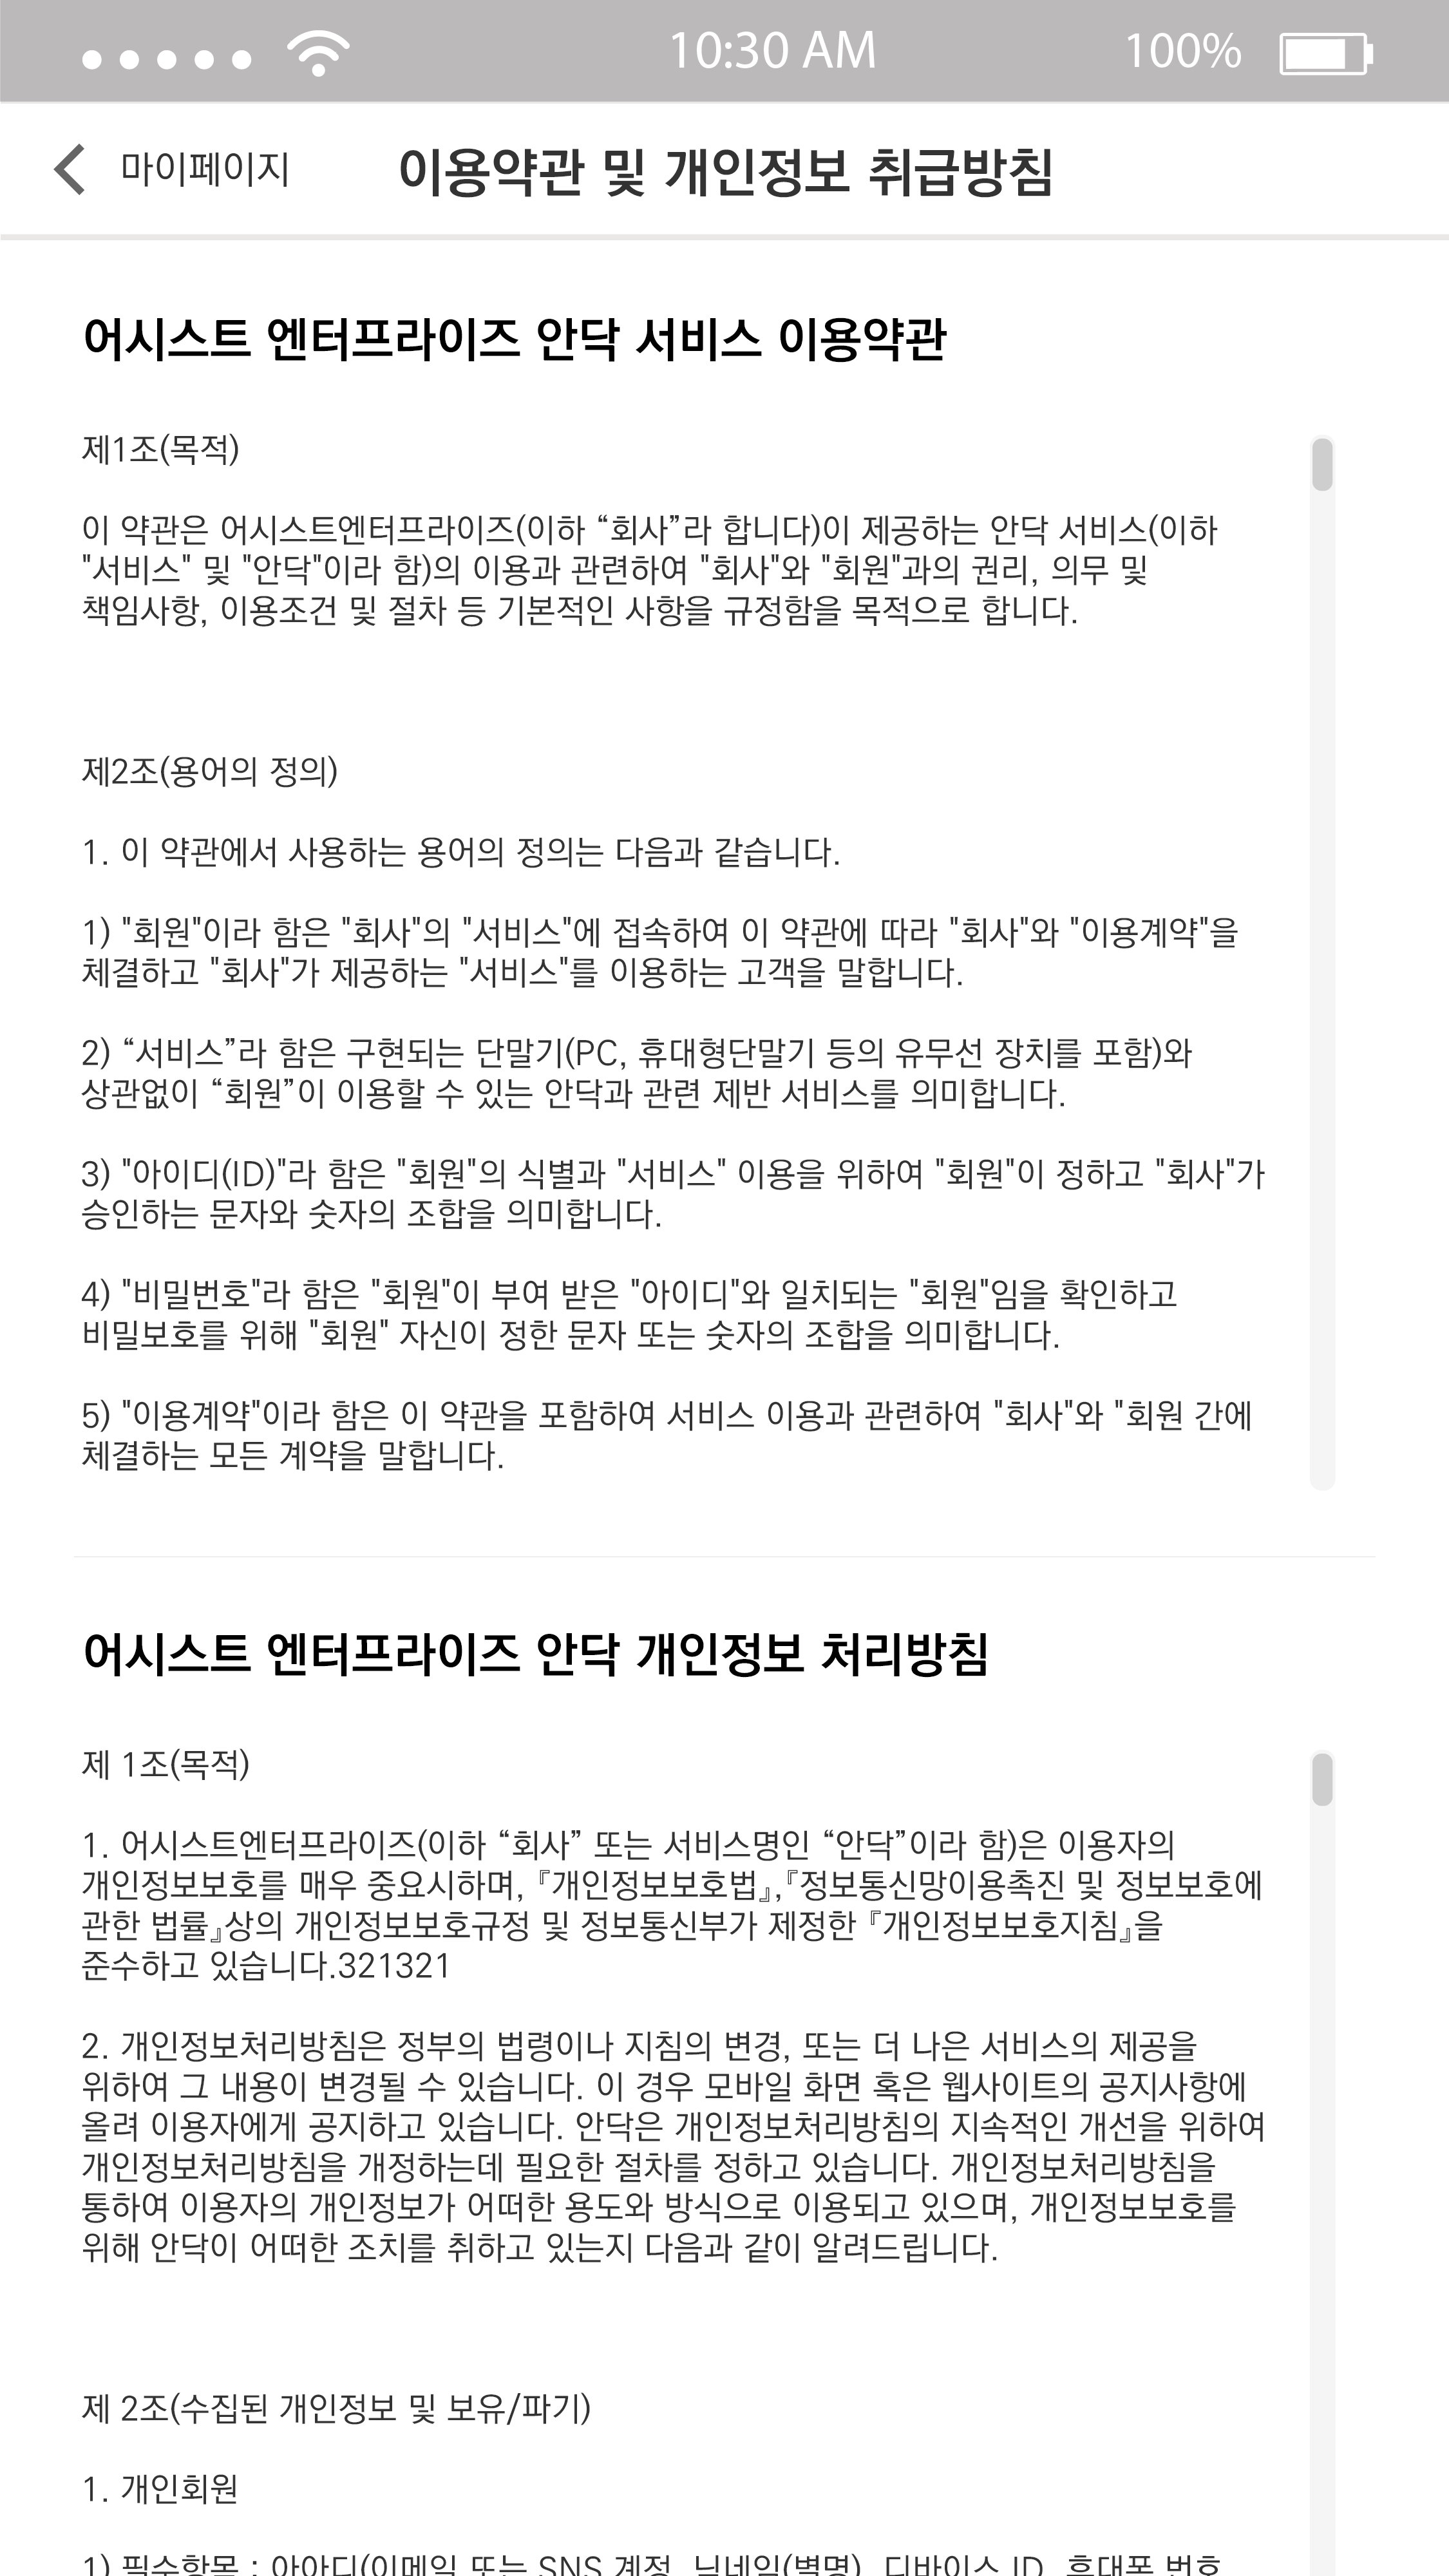 10:30 AM 100%
마이페이지 이용약관 및 개인정보 취급방침
어시스트 엔터프라이즈 안닥 서비스 이용약관
제1조(목적)
이 약관은 어시스트엔터프라이즈(이하 “회사”라 합니다)이 제공하는 안닥 서비스(이하
"서비스" 및 "안닥"이라 함)의 이용과 관련하여 "회사"와 "회원"과의 권리, 의무 및
책임사항, 이용조건 및 절차 등 기본적인 사항을 규정함을 목적으로 합니다.
제2조(용어의 정의)
1. 이 약관에서 사용하는 용어의 정의는 다음과 같습니다.
1) "회원"이라 함은 "회사"의 "서비스"에 접속하여 이 약관에 따라 "회사"와 "이용계약"을
체결하고 "회사"가 제공하는 "서비스"를 이용하는 고객을 말합니다.
2) “서비스”라 함은 구현되는 단말기(PC, 휴대형단말기 등의 유무선 장치를 포함)와
상관없이 “회원”이 이용할 수 있는 안닥과 관련 제반 서비스를 의미합니다.
3) "아이디(ID)"라 함은 "회원"의 식별과 "서비스" 이용을 위하여 "회원"이 정하고 "회사"가
승인하는 문자와 숫자의 조합을 의미합니다.
4) "비밀번호"라 함은 "회원"이 부여 받은 "아이디"와 일치되는 "회원"임을 확인하고
비밀보호를 위해 "회원" 자신이 정한 문자 또는 숫자의 조합을 의미합니다.
5) "이용계약"이라 함은 이 약관을 포함하여 서비스 이용과 관련하여 "회사"와 "회원 간에
체결하는 모든 계약을 말합니다.
어시스트 엔터프라이즈 안닥 개인정보 처리방침
제 1조(목적)
1. 어시스트엔터프라이즈(이하 “회사” 또는 서비스명인 “안닥”이라 함)은 이용자의
개인정보보호를 매우 중요시하며, 『개인정보보호법』,『정보통신망이용촉진 및 정보보호에
관한 법률』상의 개인정보보호규정 및 정보통신부가 제정한 『개인정보보호지침』을
준수하고 있습니다.321321
2. 개인정보처리방침은 정부의 법령이나 지침의 변경, 또는 더 나은 서비스의 제공을
위하여 그 내용이 변경될 수 있습니다. 이 경우 모바일 화면 혹은 웹사이트의 공지사항에
올려 이용자에게 공지하고 있습니다. 안닥은 개인정보처리방침의 지속적인 개선을 위하여
개인정보처리방침을 개정하는데 필요한 절차를 정하고 있습니다. 개인정보처리방침을
통하여 이용자의 개인정보가 어떠한 용도와 방식으로 이용되고 있으며, 개인정보보호를
위해 안닥이 어떠한 조치를 취하고 있는지 다음과 같이 알려드립니다.
제 2조(수집된 개인정보 및 보유/파기)
1. 개인회원
1) 필수항목 : 아아디(이메일 또는 SNS 계정, 닉네임(별명), 디바이스 ID, 휴대폰 번호